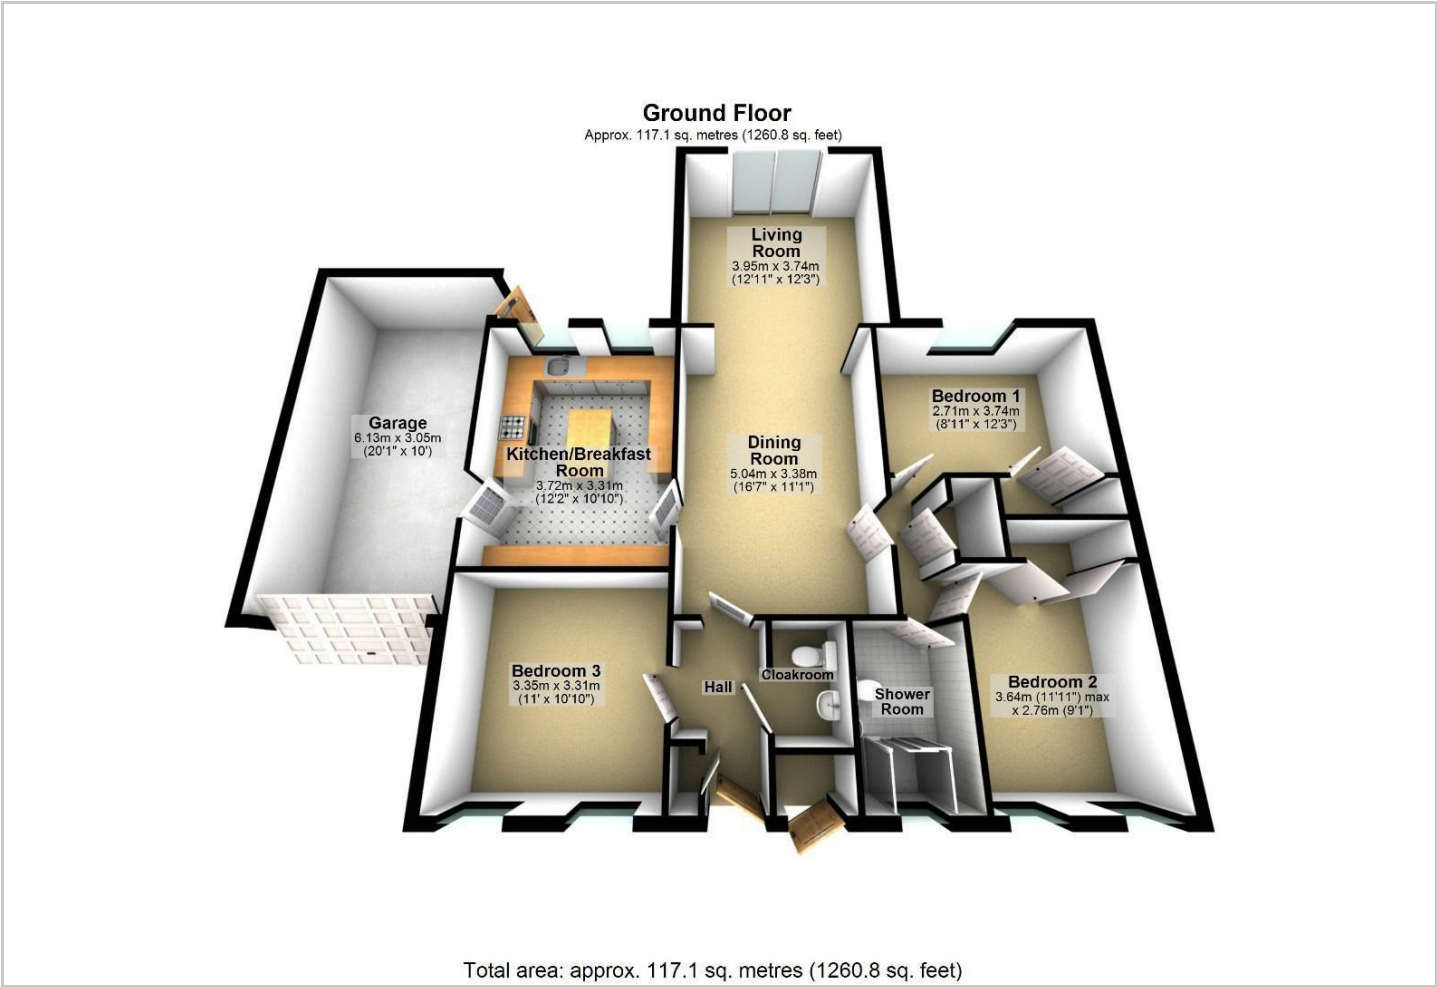 Ground Floor
Approx. 117.1 sq. metres (1260.8 sq. feet)
Living
Room
3.95m x 3.74m
(12'11" x 12'3")
Garage
6.13m x 3.05m
(20'1" x 10')
Kitchen/Breakfast
Room
3.72m x 3.31m
(12'2" x 10'10")
Dining
Room
5.04m x 3.38m
(16'7" x 11'1")
Bedroom 1
2.71m x 3.74m
(8'11" x 12'3")
Bedroom 3
3.35m x 3.31m
(11' x 10'10")
Hall
Cloakroom
Shower
Room
Bedroom 2
3.64m (11'11") max
x 2.76m (9'1")
Total area: approx. 117.1 sq. metres (1260.8 sq. feet)